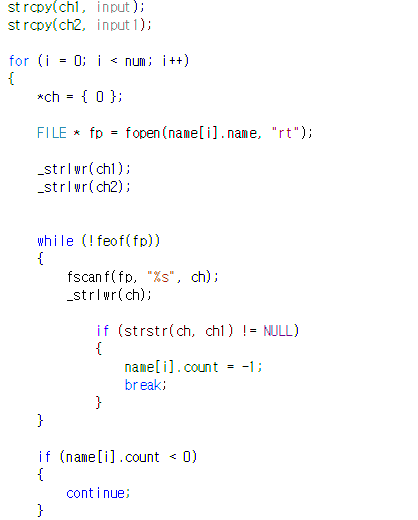 strcpy(ch1, input);
strcpy(ch2, input1);
for (i = 0; i < num; i++)
{
*ch = { 0 };
FILE * fp = fopen(name[i].name, "rt");
_strlwr(ch1);
_strlwr(ch2);
while (!feof(fp))
{
fscanf(fp, "%s", ch);
_strlwr(ch);
if (strstr(ch, ch1) != NULL)
{
name[i].count = -1;
break;
}
}
if (name[i].count < 0)
{
continue;
}